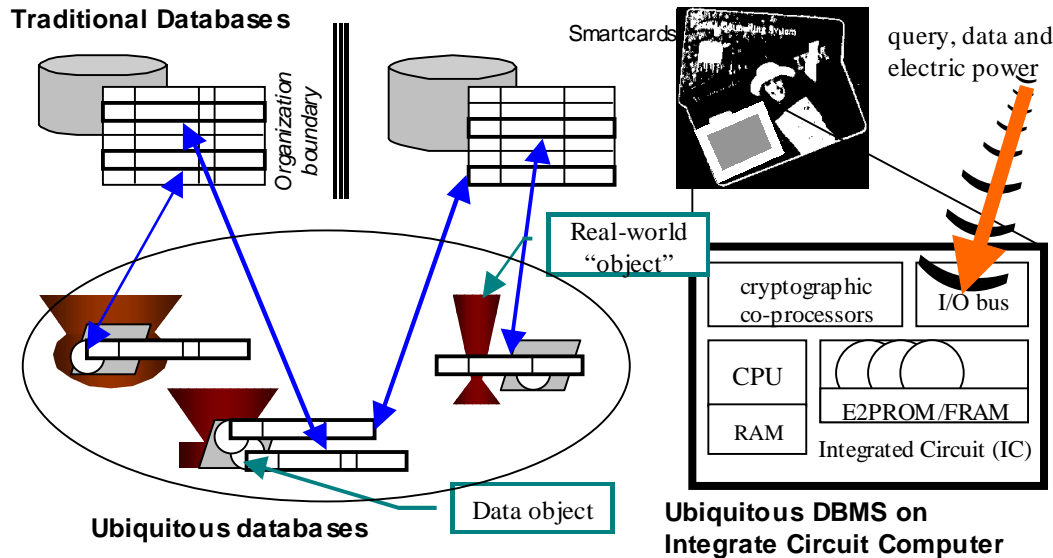 Traditional Databases
Organization
boundary
Smartcards
query, data and
electric power
Real-world
“object”
cryptographic
co-processors
I/O bus
CPU
RAM
E2PROM/FRAM
Integrated Circuit (IC)
Data object
Ubiquitous databases
Ubiquitous DBMS on
Integrate Circuit Computer